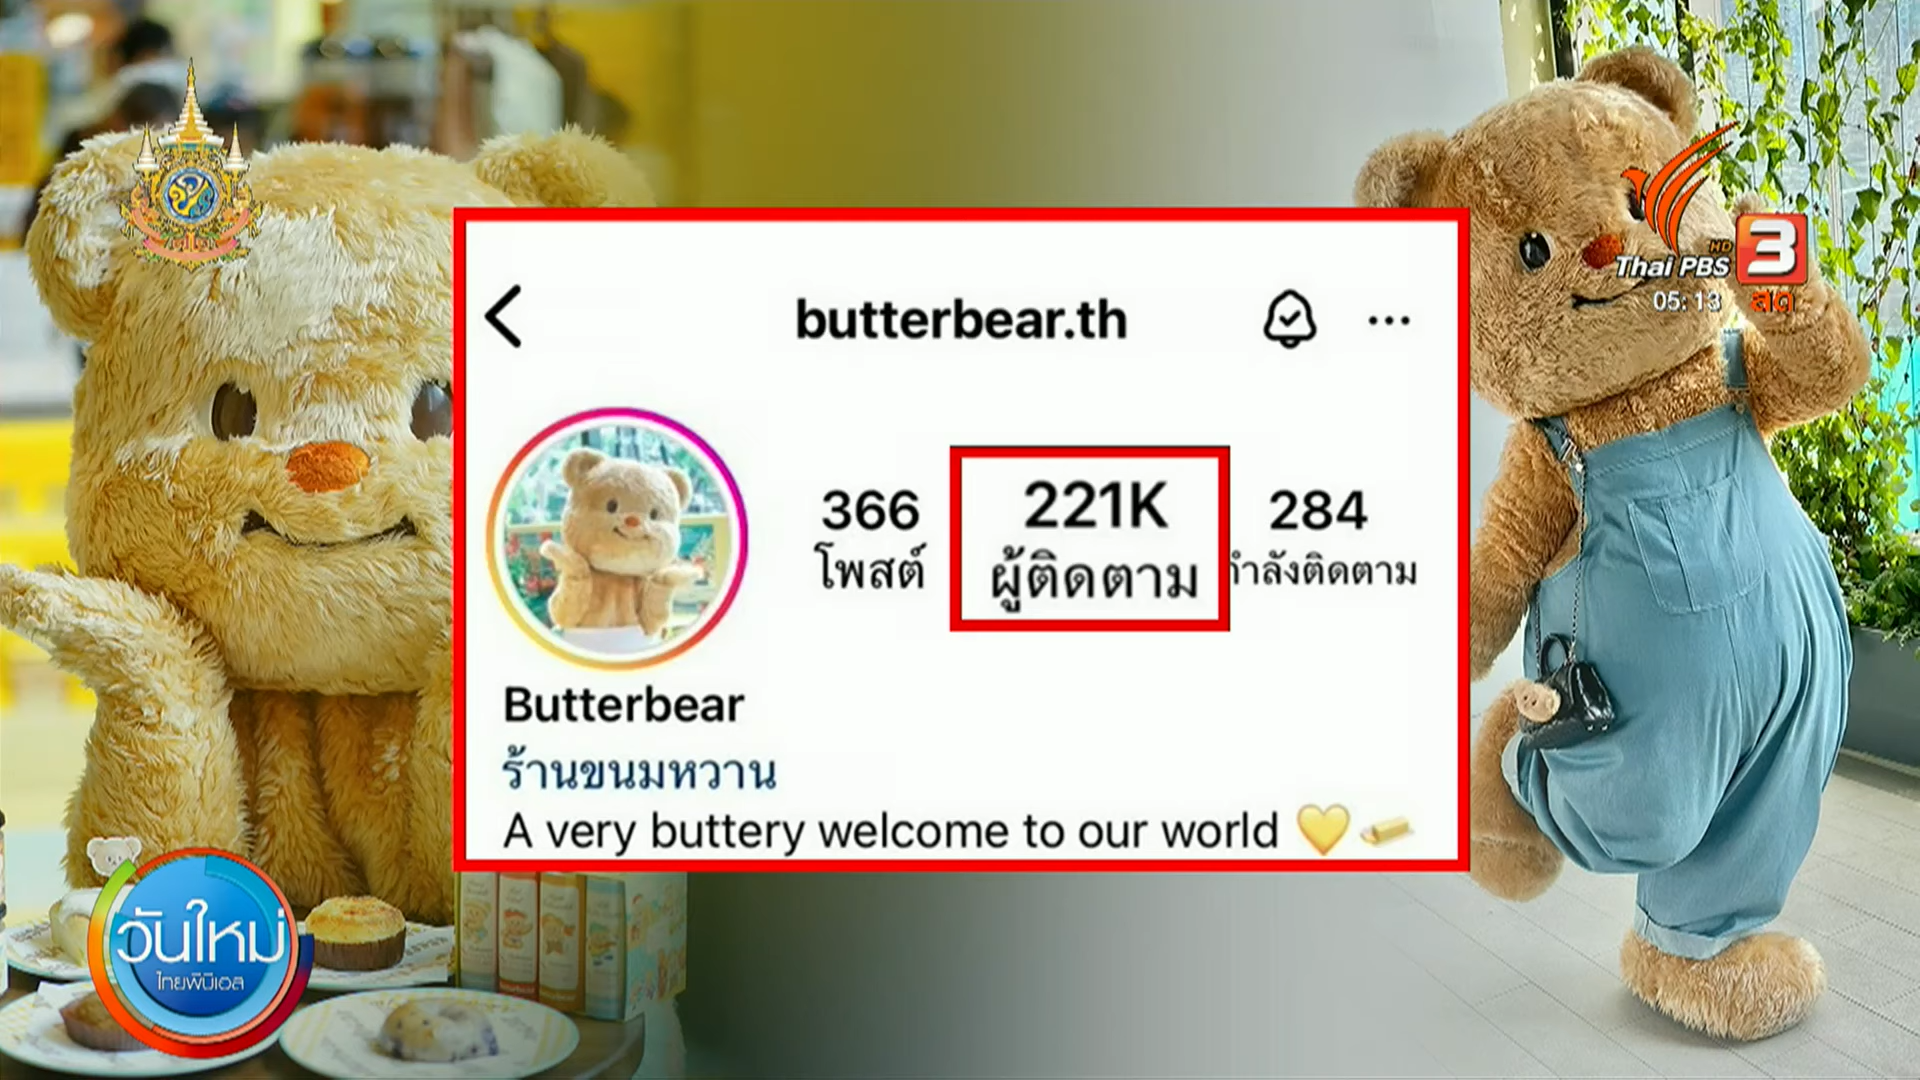 butterbear.th
366
โพสต์
221K
ผู้ติดตาม
284
กำลังติดตาม
Butterbear
ร้านขนมหวาน
A very buttery welcome to our world 💛🧈
HD
Thai PBS
3
05:13 สด
วันใหม่
ไทยพีบีเอส